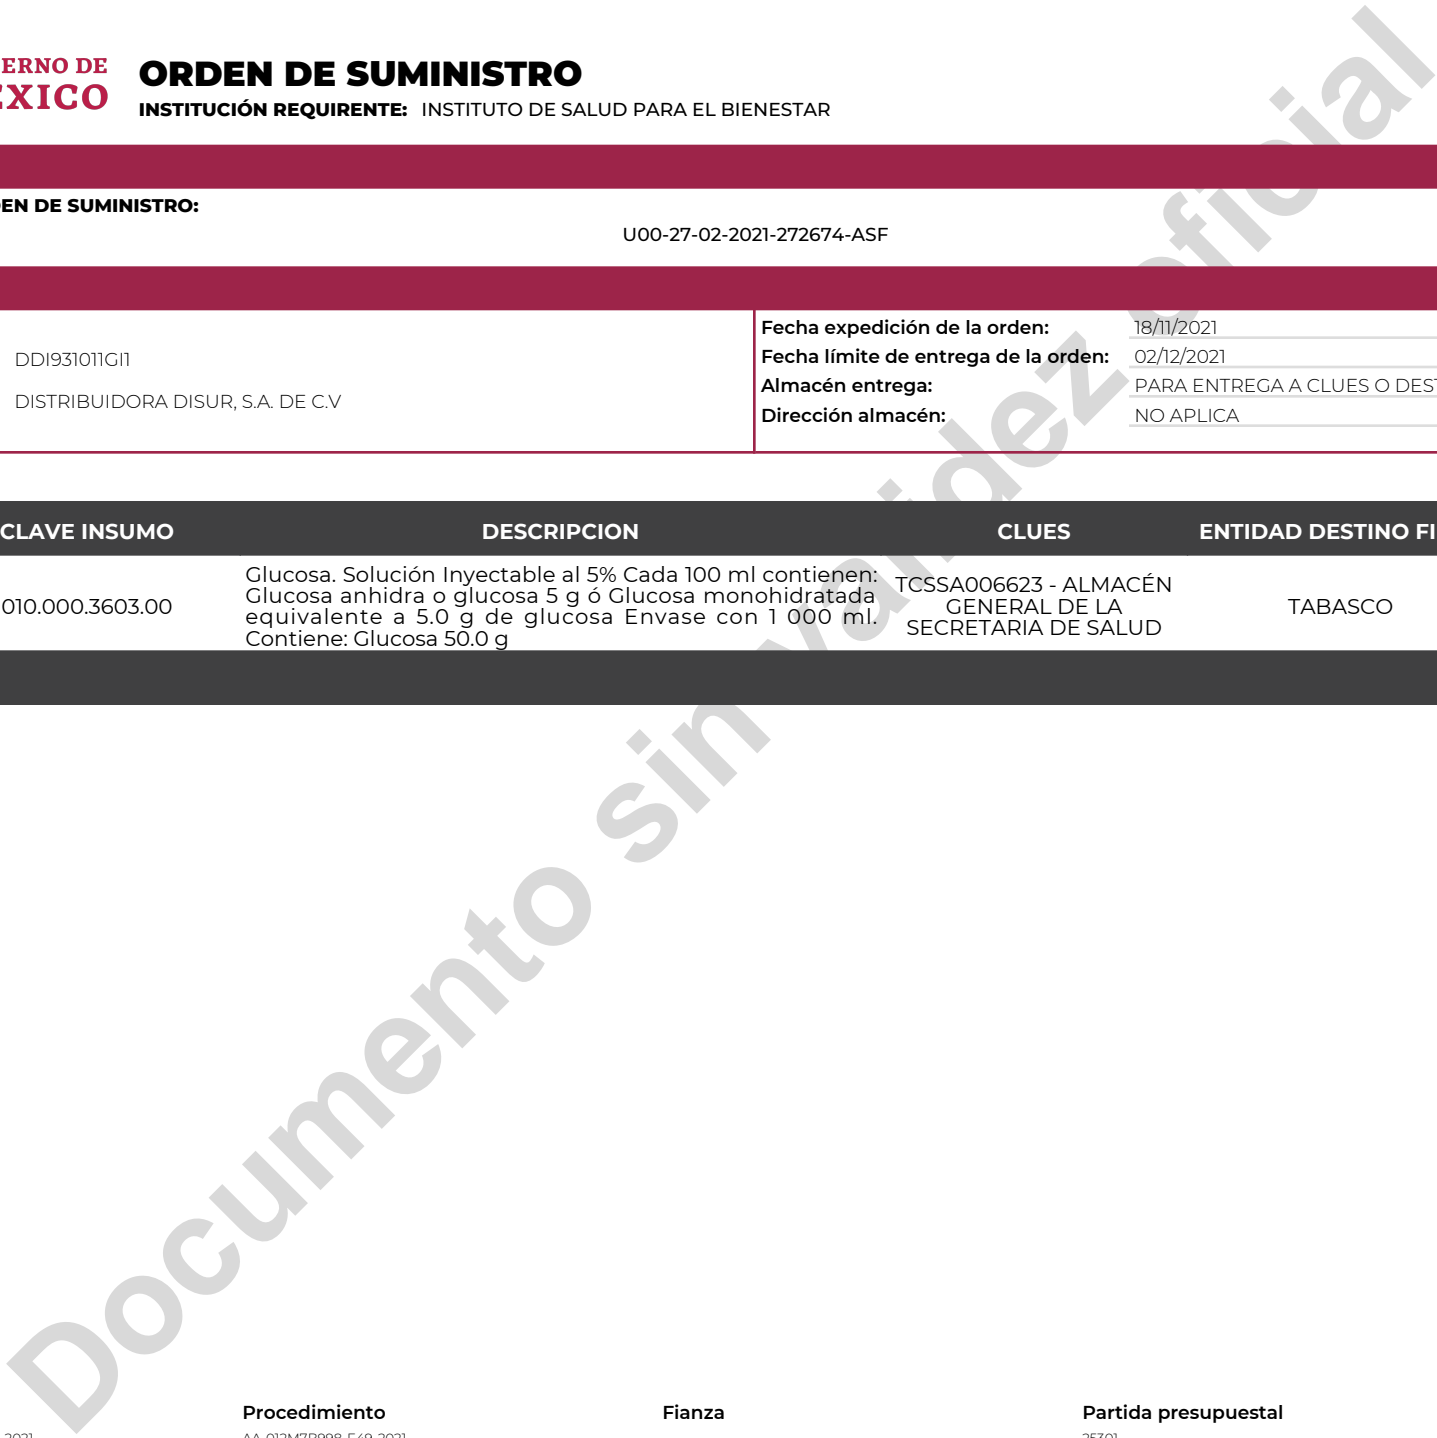 ERNO DE
ORDEN DE SUMINISTRO
INSTITUCIÓN REQUIRENTE: INSTITUTO DE SALUD PARA EL BIENESTAR
EN DE SUMINISTRO:
U00-27-02-2021-272674-ASF
DDI931011GI1
DISTRIBUIDORA DISUR, S.A. DE C.V
Fecha expedición de la orden: 18/11/2021
Fecha límite de entrega de la orden: 02/12/2021
Almacén entrega: PARA ENTREGA A CLUES O DEST
Dirección almacén: NO APLICA
CLAVE INSUMO DESCRIPCION CLUES ENTIDAD DESTINO FI
010.000.3603.00
Glucosa. Solución Inyectable al 5% Cada 100 ml contienen:
Glucosa anhidra o glucosa 5 g ó Glucosa monohidratada
equivalente a 5.0 g de glucosa Envase con 1 000 ml.
Contiene: Glucosa 50.0 g
TCSSA006623 - ALMACÉN
GENERAL DE LA
SECRETARIA DE SALUD
TABASCO
Documento sin validez oficial
Procedimiento Fianza Partida presupuestal